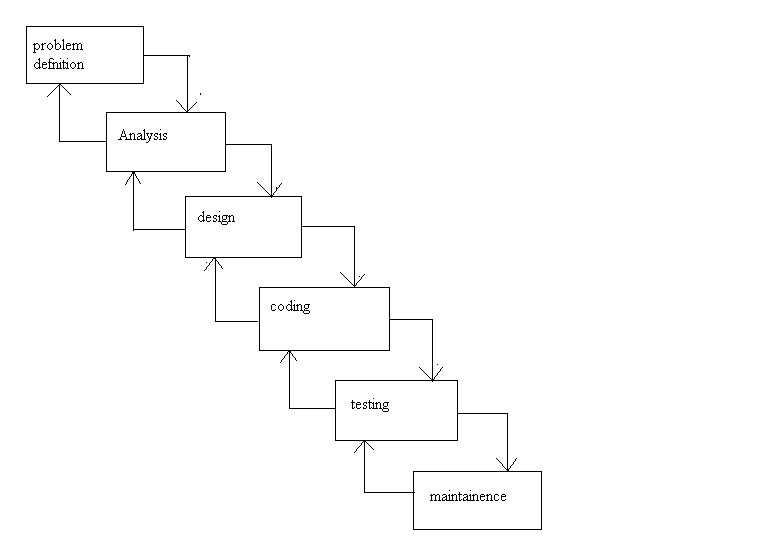 problem
defnition
Analysis
design
coding
testing
maintainence